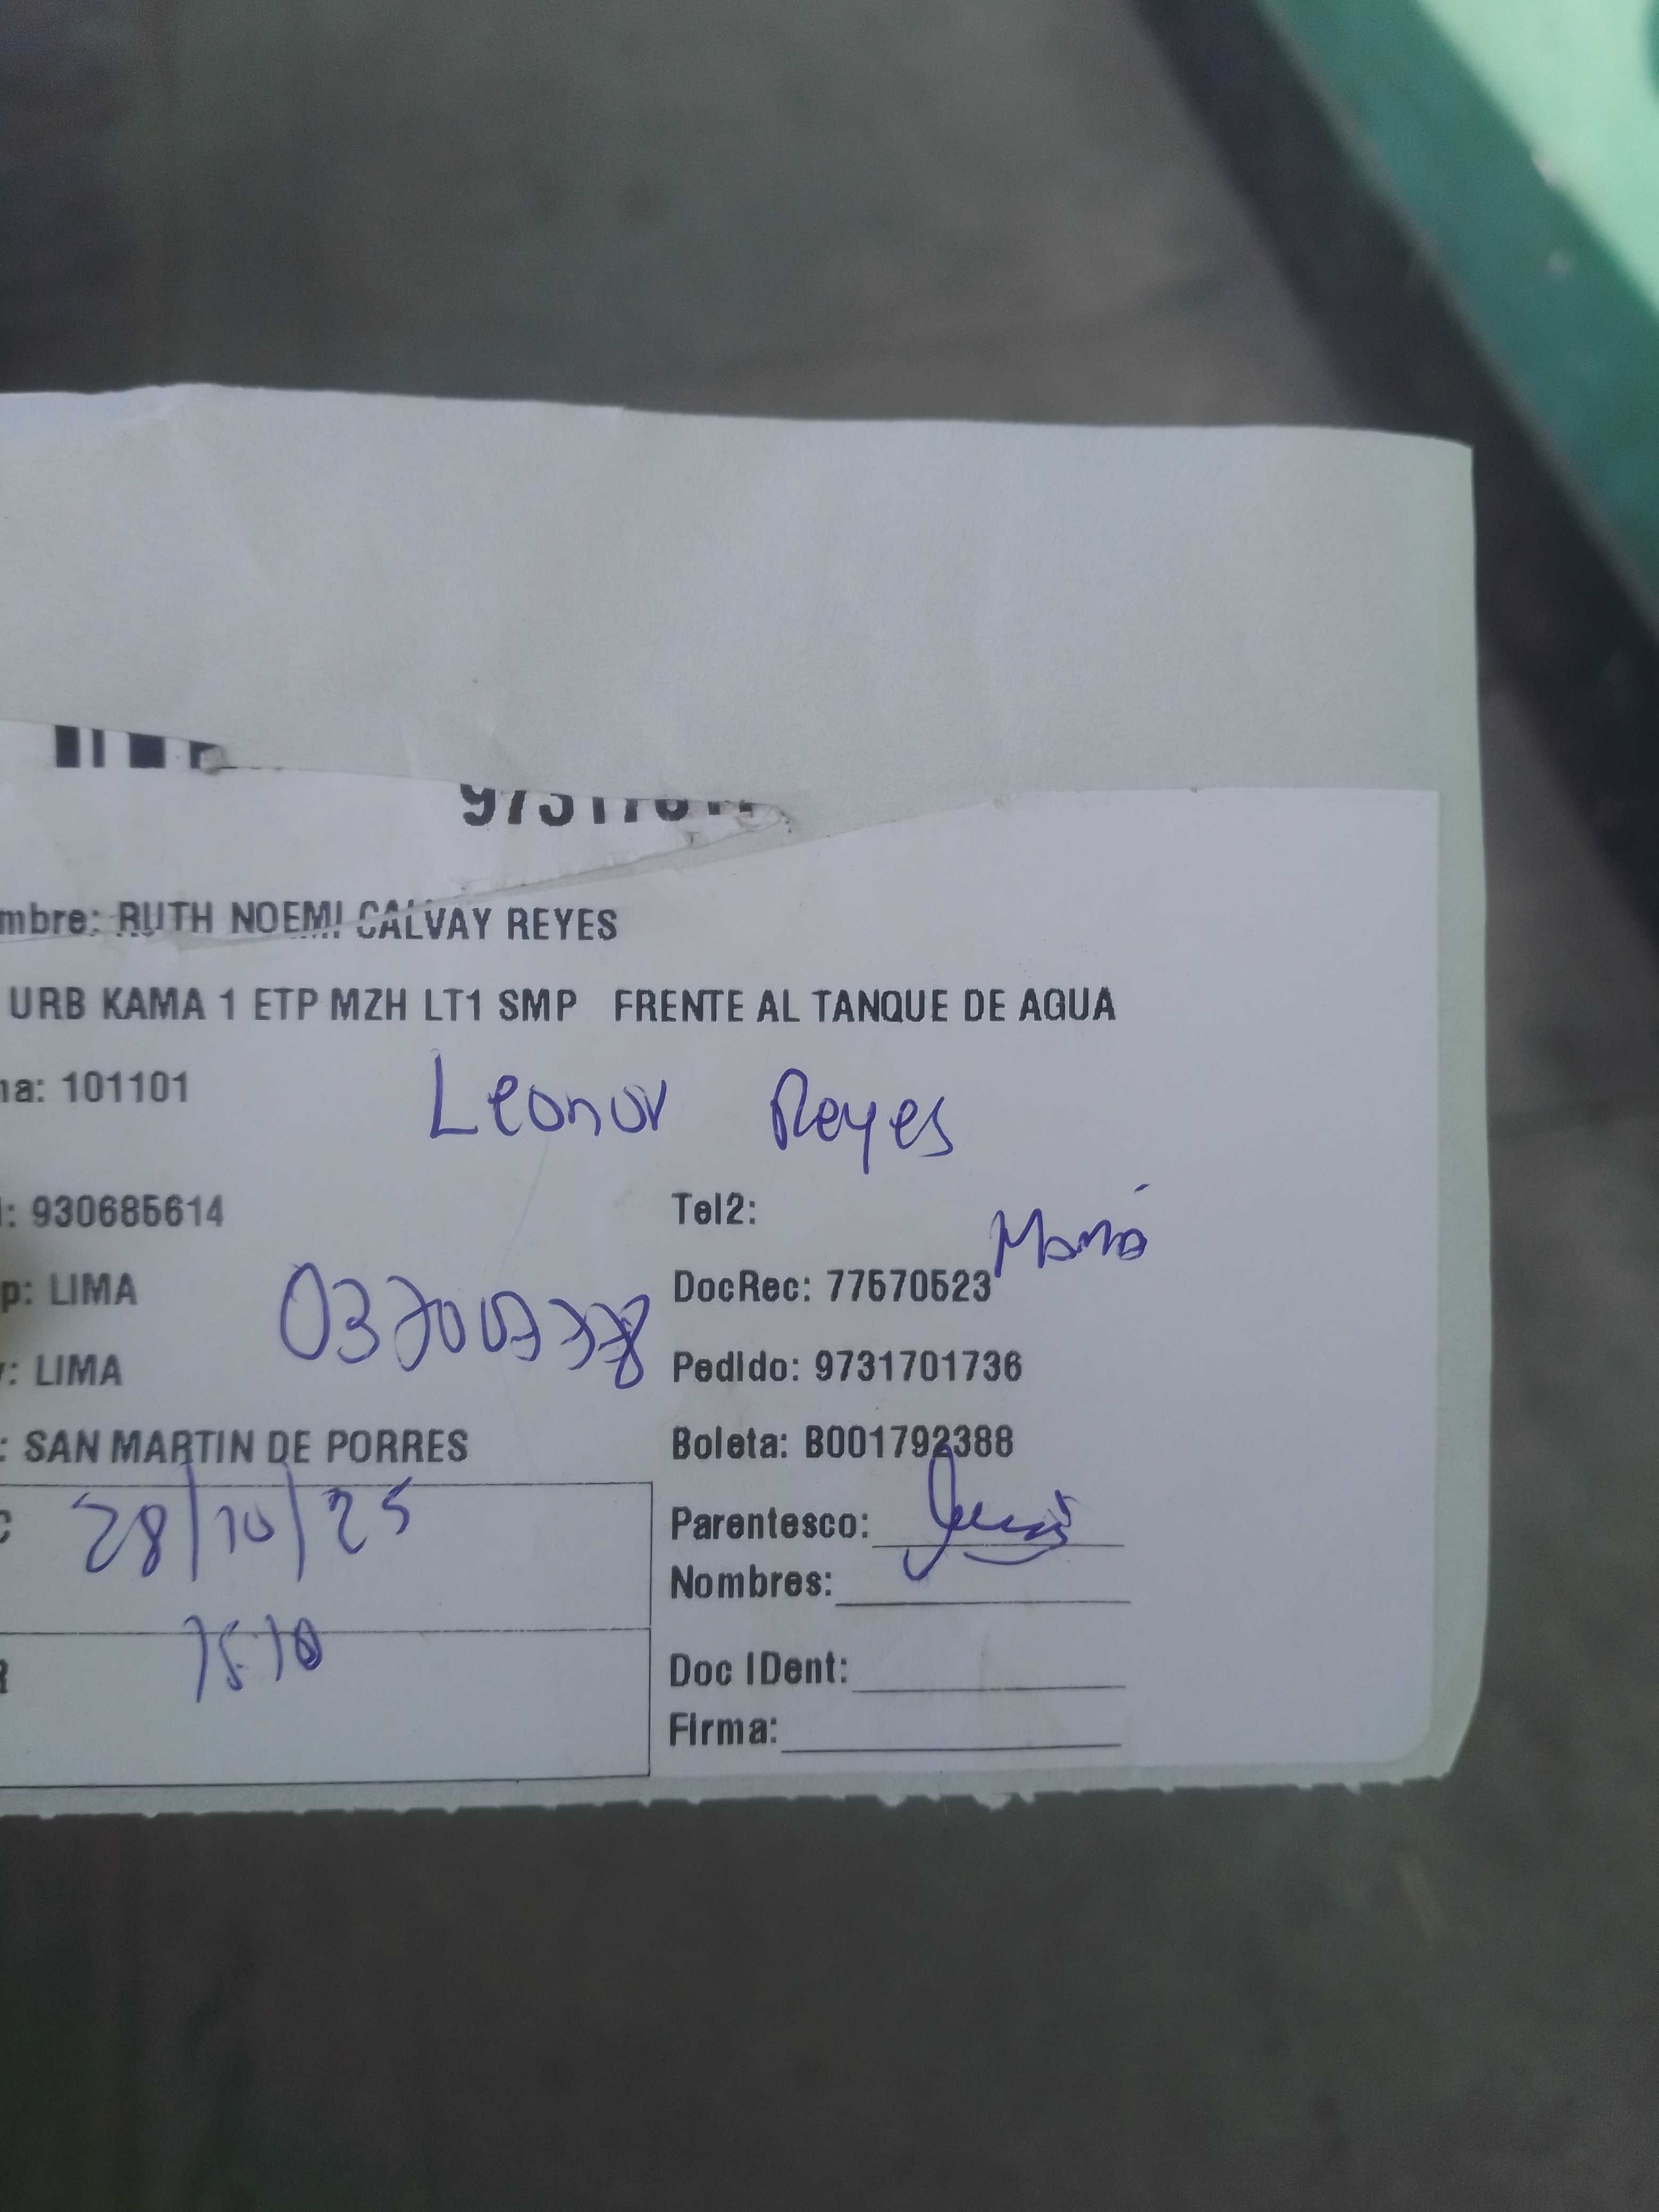 mbre: RUTH NOEMI CALVAY REYES
URB KAMA 1 ETP MZH LT1 SMP FRENTE AL TANQUE DE AGUA
na: 101101
Leonor Reyes
: 930685614
Tel2:
Mamá
p: LIMA
DocRec: 77570523
: LIMA
Pedido: 9731701736
: SAN MARTIN DE PORRES
Boleta: B001792388
28/10/25
Parentesco:
Nombres:
15:10
Doc IDent:
Firma: